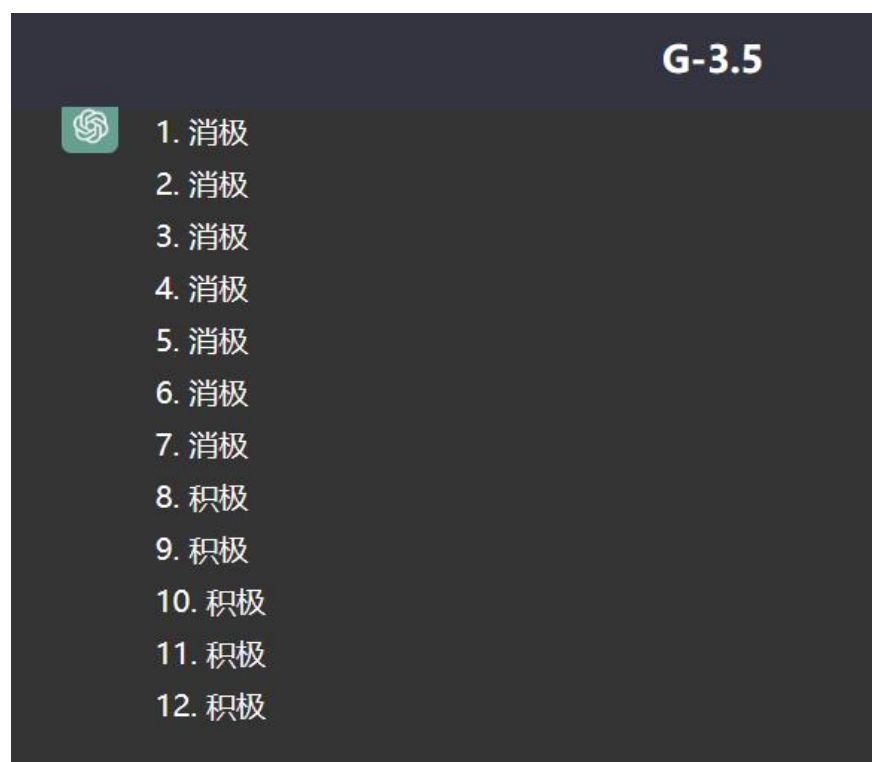 G-3.5
1. 消极
2. 消极
3. 消极
4. 消极
5. 消极
6. 消极
7. 消极
8. 积极
9. 积极
10. 积极
11. 积极
12. 积极